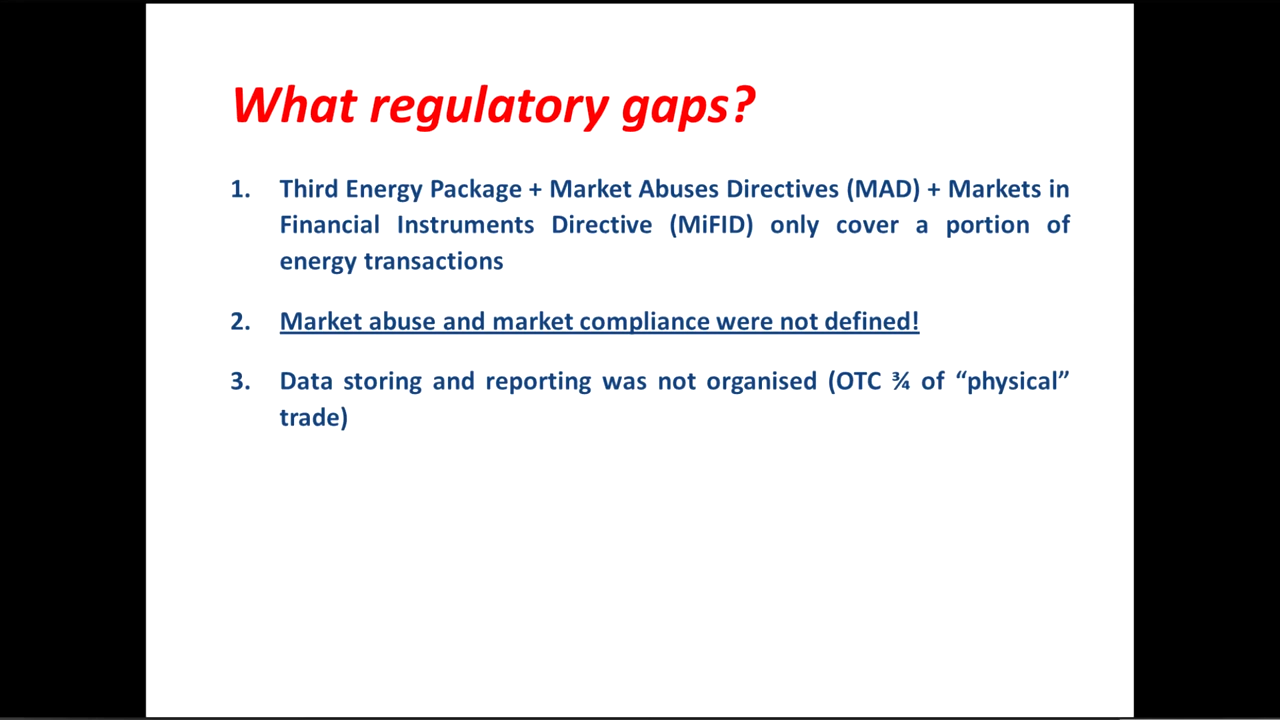 What regulatory gaps?
1. Third Energy Package + Market Abuses Directives (MAD) + Markets in
Financial Instruments Directive (MiFID) only cover a portion of
energy transactions
2. Market abuse and market compliance were not defined!
3. Data storing and reporting was not organised (OTC ¾ of “physical”
trade)